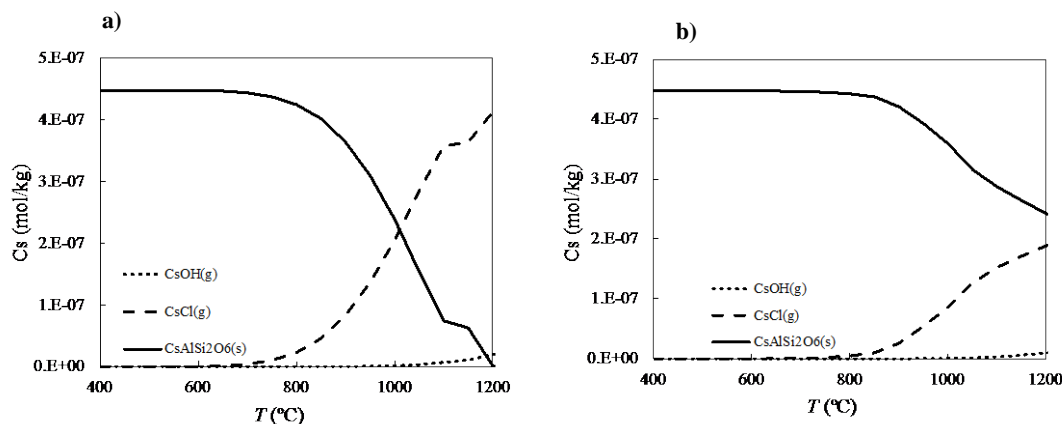 a)
5.E-07
4.E-07
3.E-07
2.E-07
1.E-07
0.E+00
Cs (mol/kg)
CsOH(g)
CsCl(g)
CsAlSi2O6(s)
400 600 800 1000 1200
T (ºC)
b)
5.E-07
4.E-07
3.E-07
2.E-07
1.E-07
0.E+00
Cs (mol/kg)
CsOH(g)
CsCl(g)
CsAlSi2O6(s)
400 600 800 1000 1200
T (ºC)